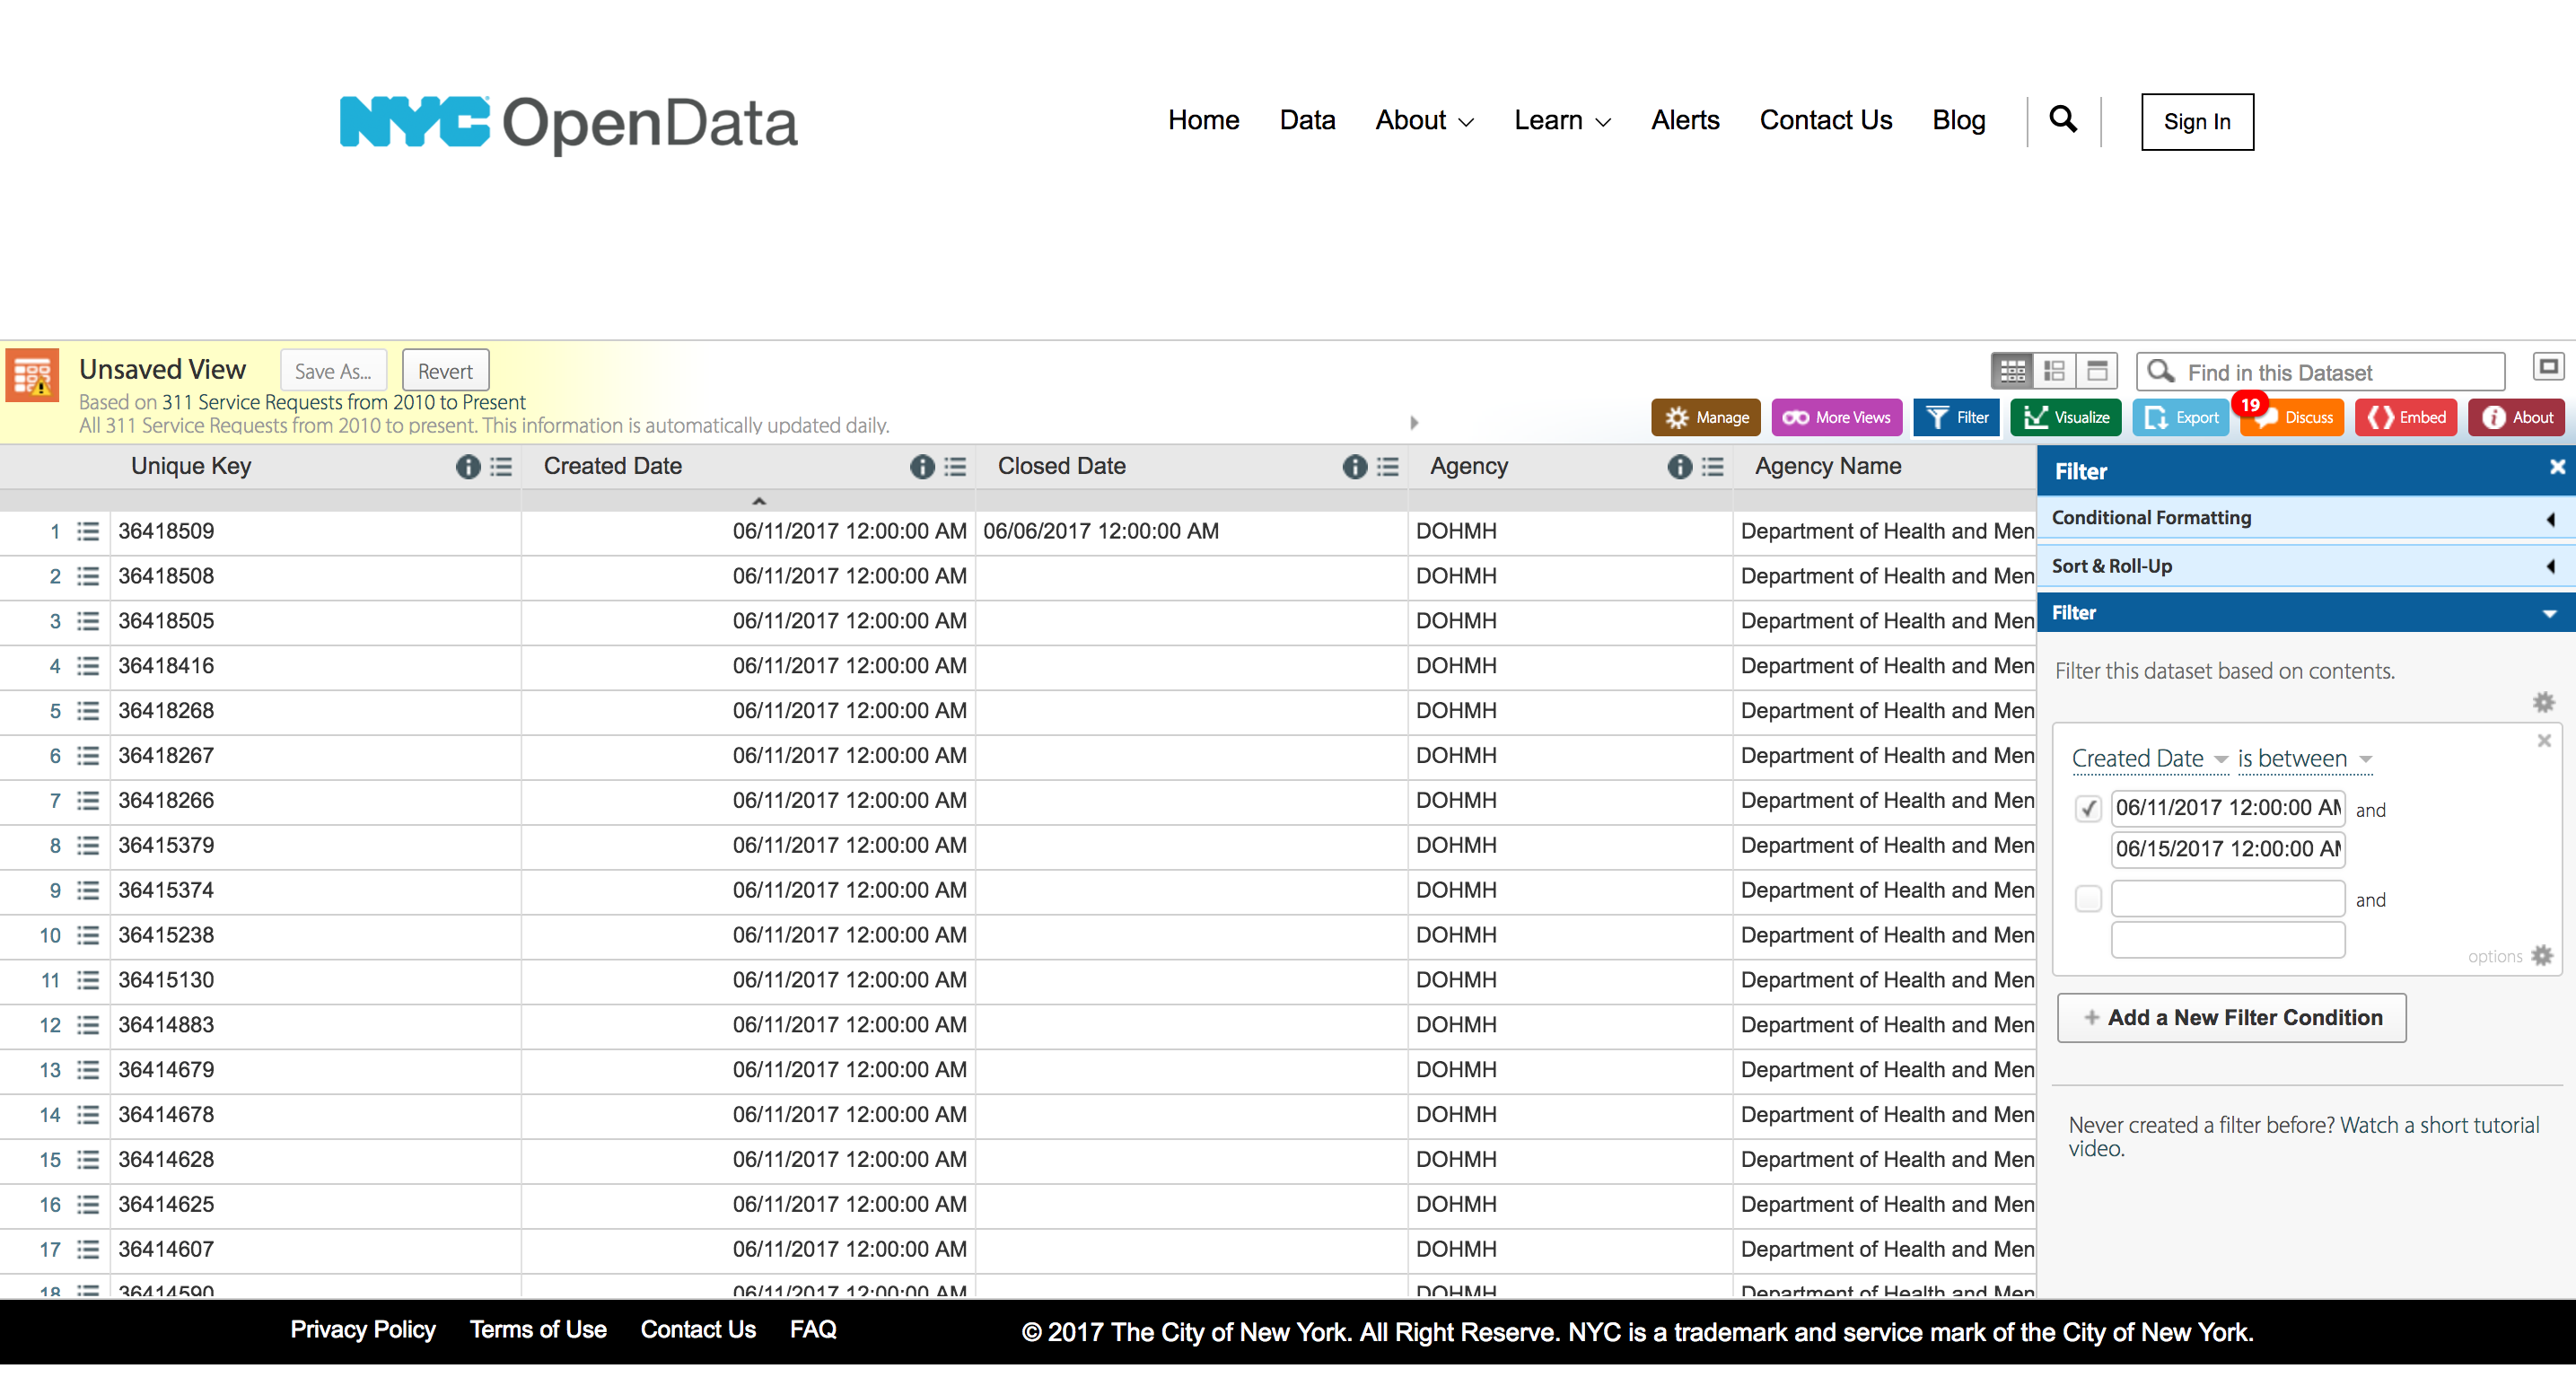 NYC OpenData
Home Data About Learn Alerts Contact Us Blog Sign In
Unsaved View Save As... Revert
Find in this Dataset
Based on 311 Service Requests from 2010 to Present
All 311 Service Requests from 2010 to present. This information is automatically updated daily.
Manage More Views Filter Visualize Export 19 Discuss Embed About
Unique Key Created Date Closed Date Agency Agency Name
1 36418509 06/11/2017 12:00:00 AM 06/06/2017 12:00:00 AM DOHMH Department of Health and Men
2 36418508 06/11/2017 12:00:00 AM DOHMH Department of Health and Men
3 36418505 06/11/2017 12:00:00 AM DOHMH Department of Health and Men
4 36418416 06/11/2017 12:00:00 AM DOHMH Department of Health and Men
5 36418268 06/11/2017 12:00:00 AM DOHMH Department of Health and Men
6 36418267 06/11/2017 12:00:00 AM DOHMH Department of Health and Men
7 36418266 06/11/2017 12:00:00 AM DOHMH Department of Health and Men
8 36415379 06/11/2017 12:00:00 AM DOHMH Department of Health and Men
9 36415374 06/11/2017 12:00:00 AM DOHMH Department of Health and Men
10 36415238 06/11/2017 12:00:00 AM DOHMH Department of Health and Men
11 36415130 06/11/2017 12:00:00 AM DOHMH Department of Health and Men
12 36414883 06/11/2017 12:00:00 AM DOHMH Department of Health and Men
13 36414679 06/11/2017 12:00:00 AM DOHMH Department of Health and Men
14 36414678 06/11/2017 12:00:00 AM DOHMH Department of Health and Men
15 36414628 06/11/2017 12:00:00 AM DOHMH Department of Health and Men
16 36414625 06/11/2017 12:00:00 AM DOHMH Department of Health and Men
17 36414607 06/11/2017 12:00:00 AM DOHMH Department of Health and Men
18 36414590 06/11/2017 12:00:00 AM DOHMH Department of Health and Men
Filter
Conditional Formatting
Sort & Roll-Up
Filter
Filter this dataset based on contents.
Created Date is between
06/11/2017 12:00:00 AM and
06/15/2017 12:00:00 AM
and
options
+ Add a New Filter Condition
Never created a filter before? Watch a short tutorial
video.
Privacy Policy Terms of Use Contact Us FAQ © 2017 The City of New York. All Right Reserve. NYC is a trademark and service mark of the City of New York.